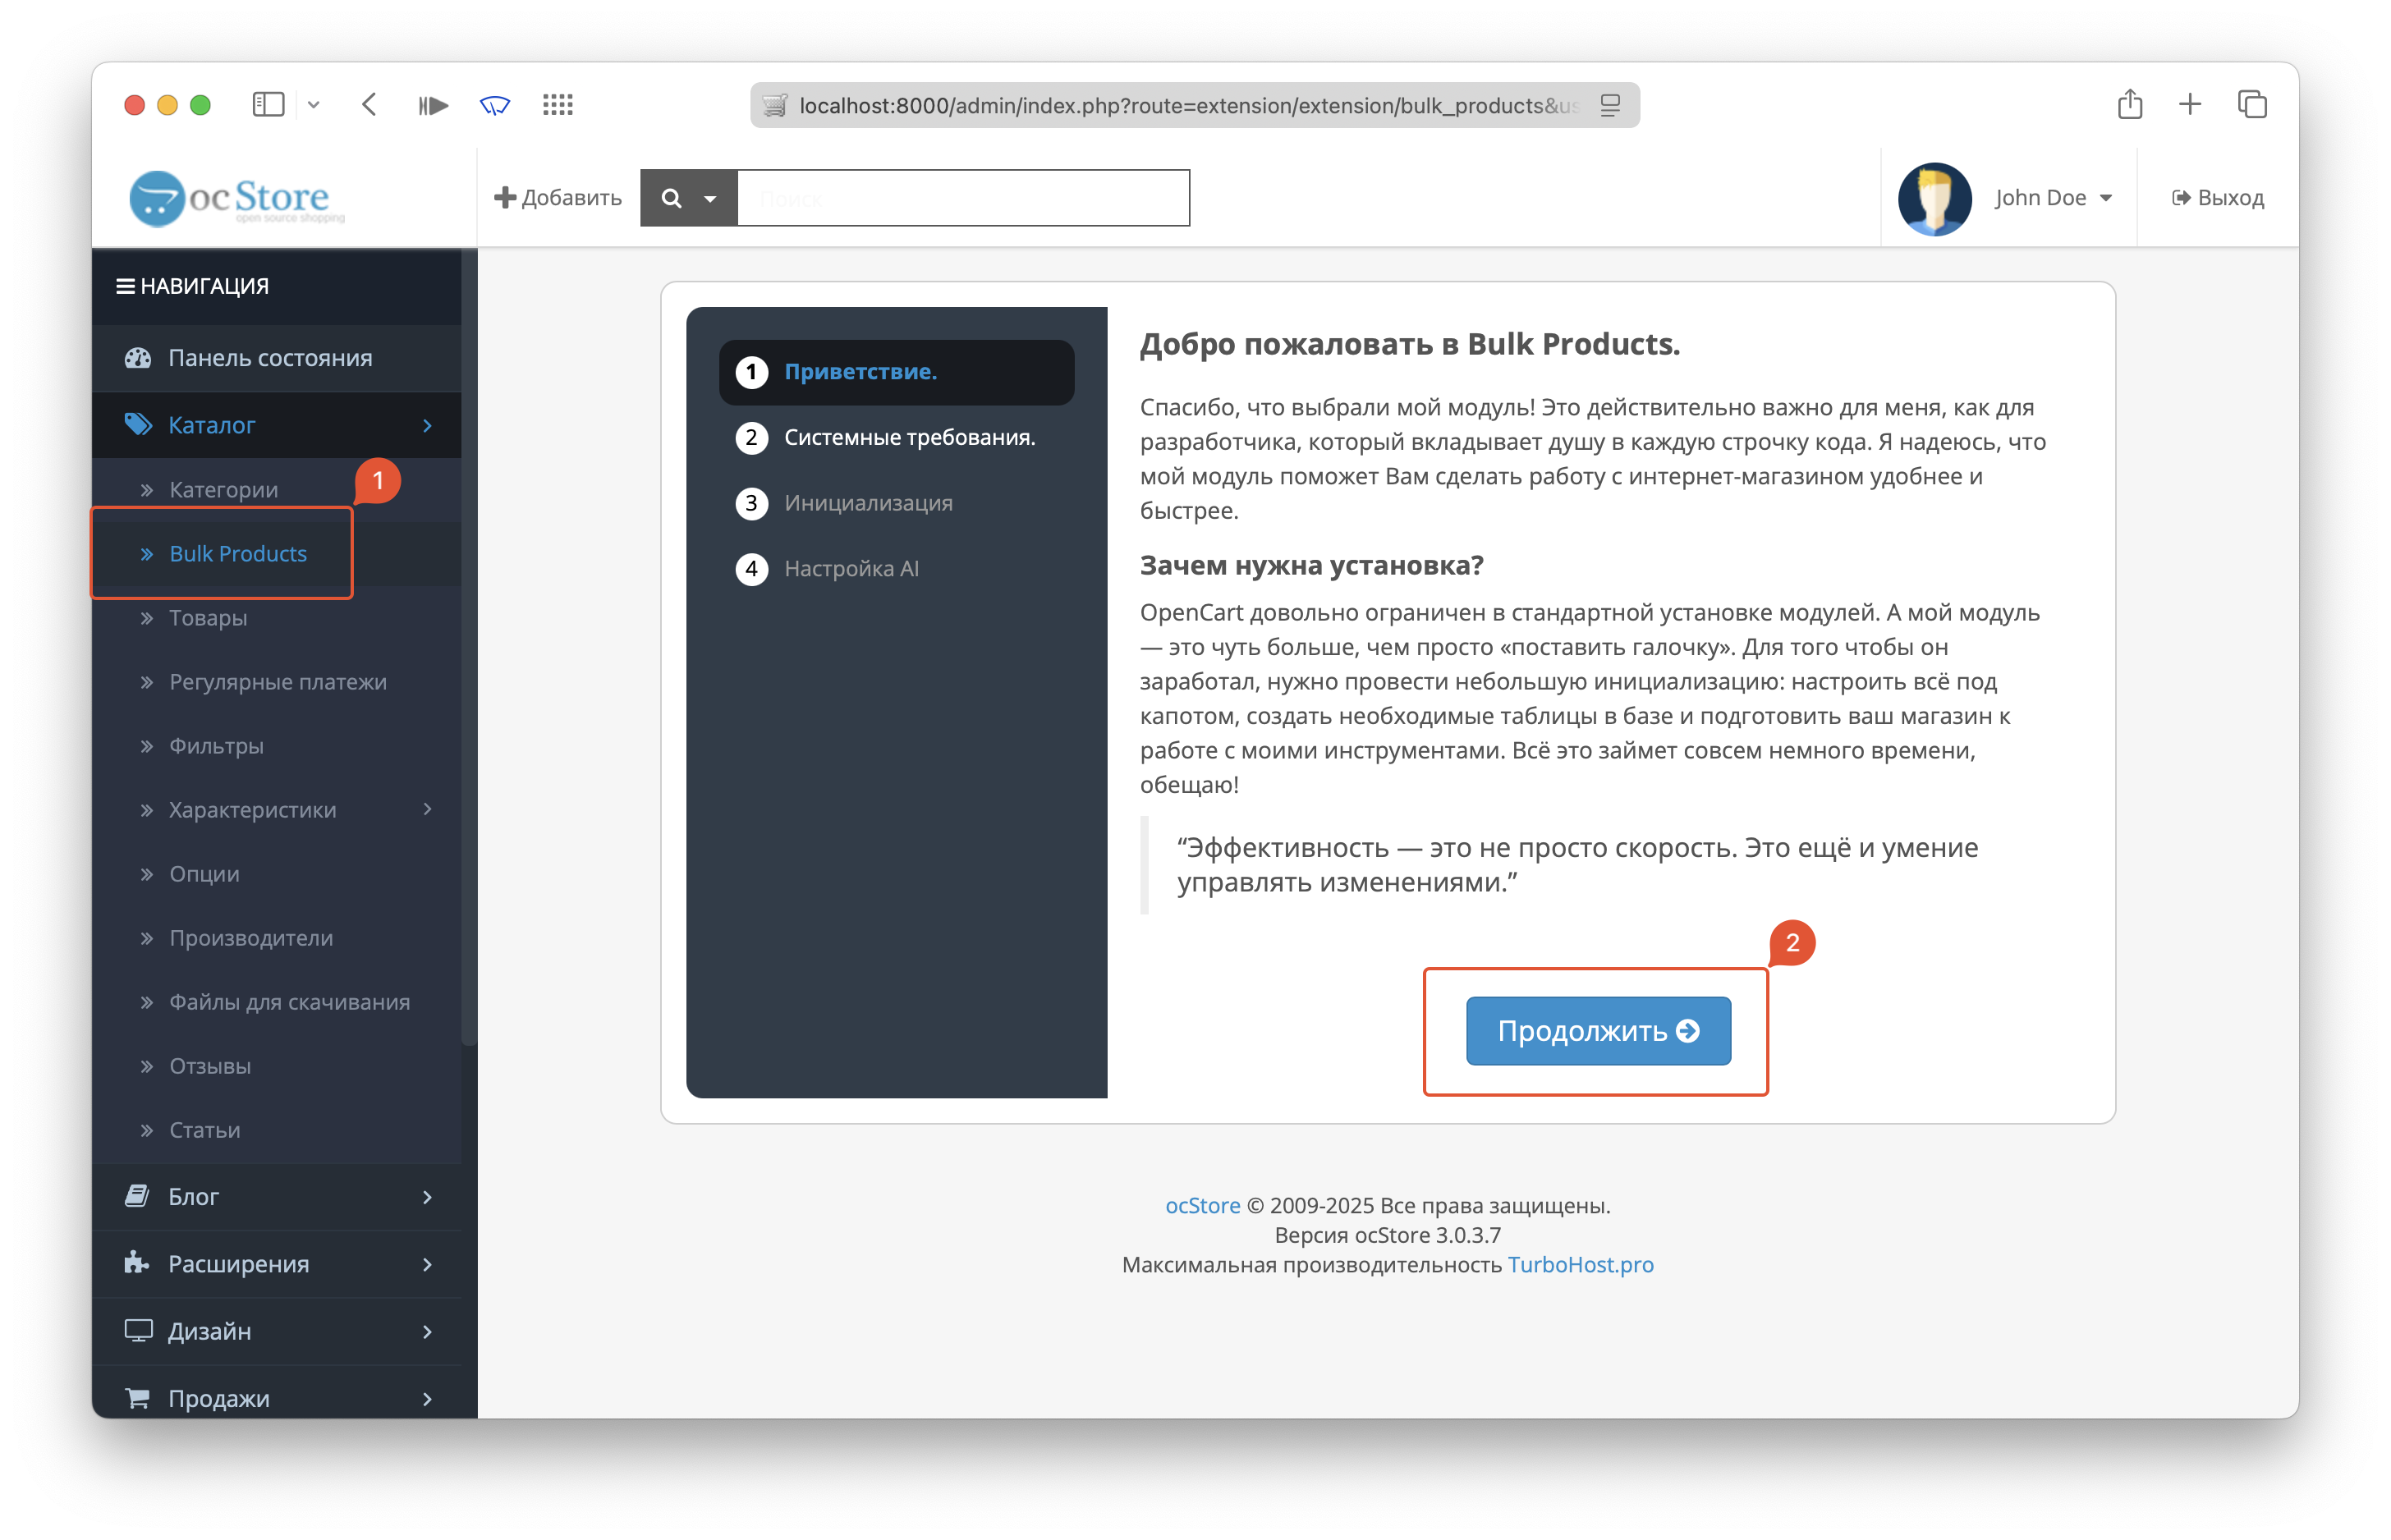 localhost:8000/admin/index.php?route=extension/extension/bulk_products&us
ocStore
open source shopping
Добавить
Поиск
John Doe
Выход
НАВИГАЦИЯ
Панель состояния
Каталог
Категории
1
Bulk Products
Товары
Регулярные платежи
Фильтры
Характеристики
Опции
Производители
Файлы для скачивания
Отзывы
Статьи
Блог
Расширения
Дизайн
Продажи
1 Приветствие.
2 Системные требования.
3 Инициализация
4 Настройка AI
Добро пожаловать в Bulk Products.
Спасибо, что выбрали мой модуль! Это действительно важно для меня, как для
разработчика, который вкладывает душу в каждую строчку кода. Я надеюсь, что
мой модуль поможет Вам сделать работу с интернет-магазином удобнее и
быстрее.
Зачем нужна установка?
OpenCart довольно ограничен в стандартной установке модулей. А мой модуль
— это чуть больше, чем просто «поставить галочку». Для того чтобы он
заработал, нужно провести небольшую инициализацию: настроить всё под
капотом, создать необходимые таблицы в базе и подготовить ваш магазин к
работе с моими инструментами. Всё это займет совсем немного времени,
обещаю!
“Эффективность — это не просто скорость. Это ещё и умение
управлять изменениями.”
2
Продолжить
ocStore © 2009-2025 Все права защищены.
Версия ocStore 3.0.3.7
Максимальная производительность TurboHost.pro